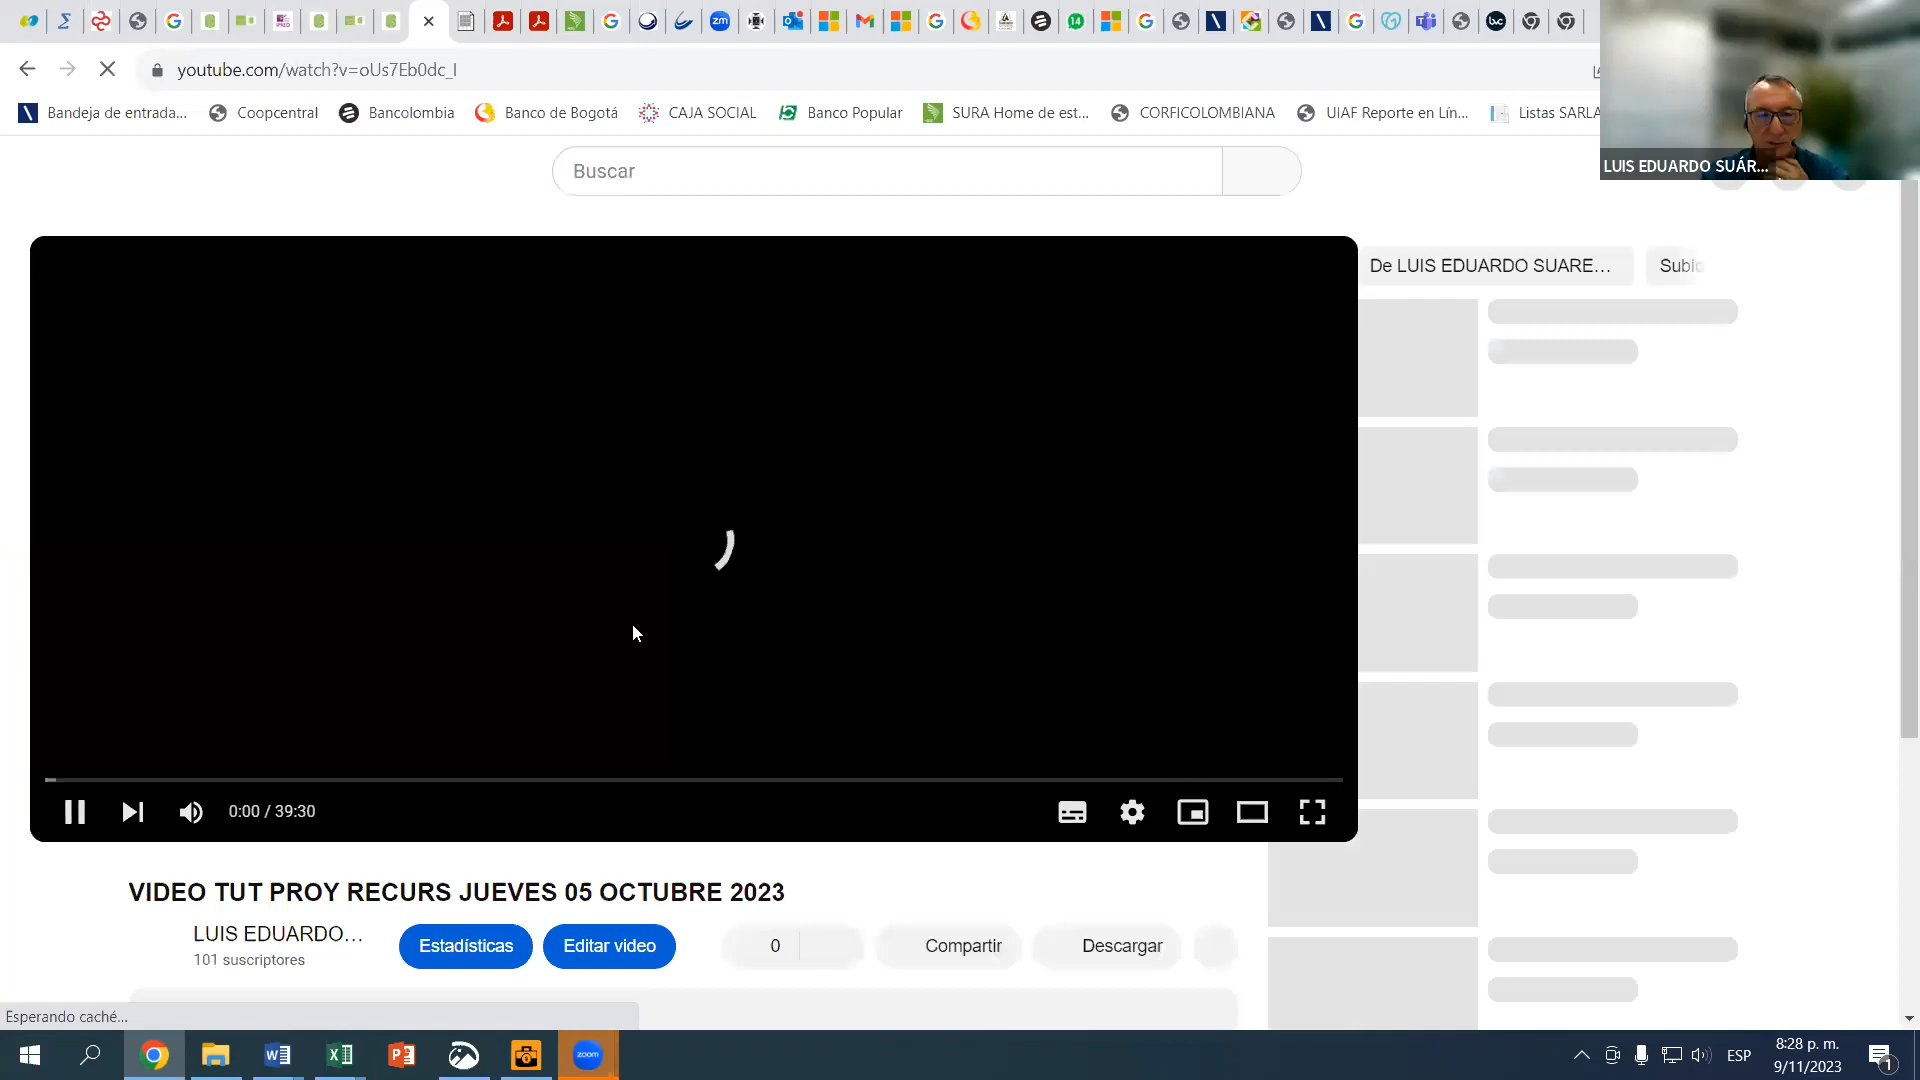 youtube.com/watch?v=oUs7Eb0dc_I
Bandeja de entrada...
Coopcentral
Bancolombia
Banco de Bogotá
CAJA SOCIAL
Banco Popular
SURA Home de est...
CORFICOLOMBIANA
UIAF Reporte en Lín...
Listas SARLA
LUIS EDUARDO SUÁR...
Buscar
De LUIS EDUARDO SUARE...
0:00 / 39:30
VIDEO TUT PROY RECURS JUEVES 05 OCTUBRE 2023
LUIS EDUARDO...
101 suscriptores
Estadísticas
Editar video
0
Compartir
Descargar
Esperando caché...
zoom
ESP
8:28 p. m.
9/11/2023
1